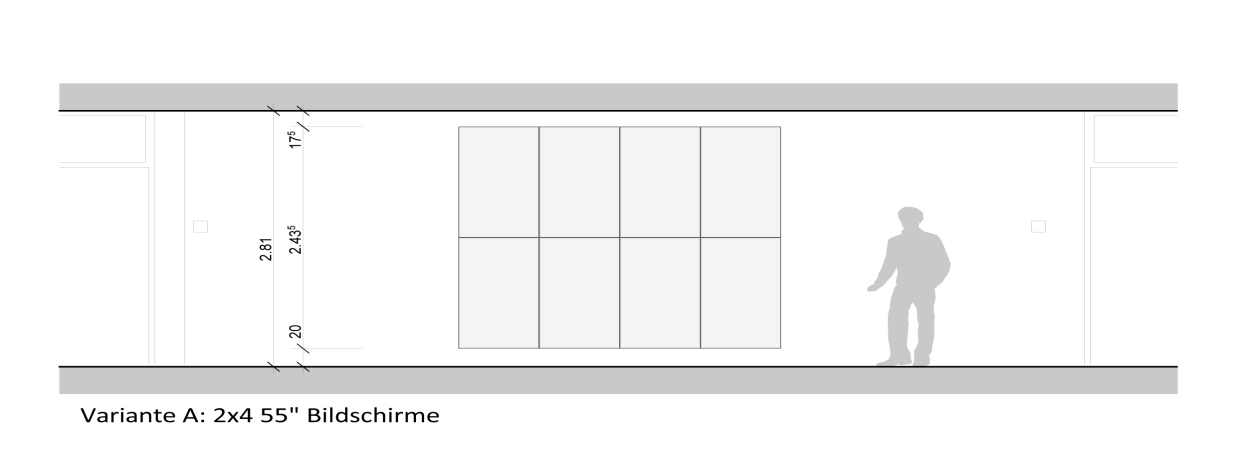 17⁵
2.43⁵
2.81
20
Variante A: 2x4 55" Bildschirme